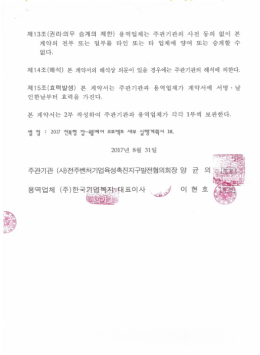 제13조(권리·의무 승계의 제한) 용역업체는 주관기관의 사전 동의 없이 본
계약의 전부 또는 일부를 타인 또는 타 업체에 양여 또는 승계할 수
없다.
제14조(해석) 본 계약서의 해석상 의문이 있을 경우에는 주관기관의 해석에 의한다.
제15조(효력발생) 본 계약서는 주관기관과 용역업체가 계약서에 서명·날
인한날부터 효력을 가진다.
본 계약서는 2부 작성하여 주관기관과 용역업체가 각각 1부씩 보관한다.
별 첨 : 2017 세부 1부.
2017년 8월 31일
주관기관 (사)전주벤처기업육성촉진지구발전협의회장 양 균 의
용역업체 (주)한국기업복지 대표이사 이 현 호